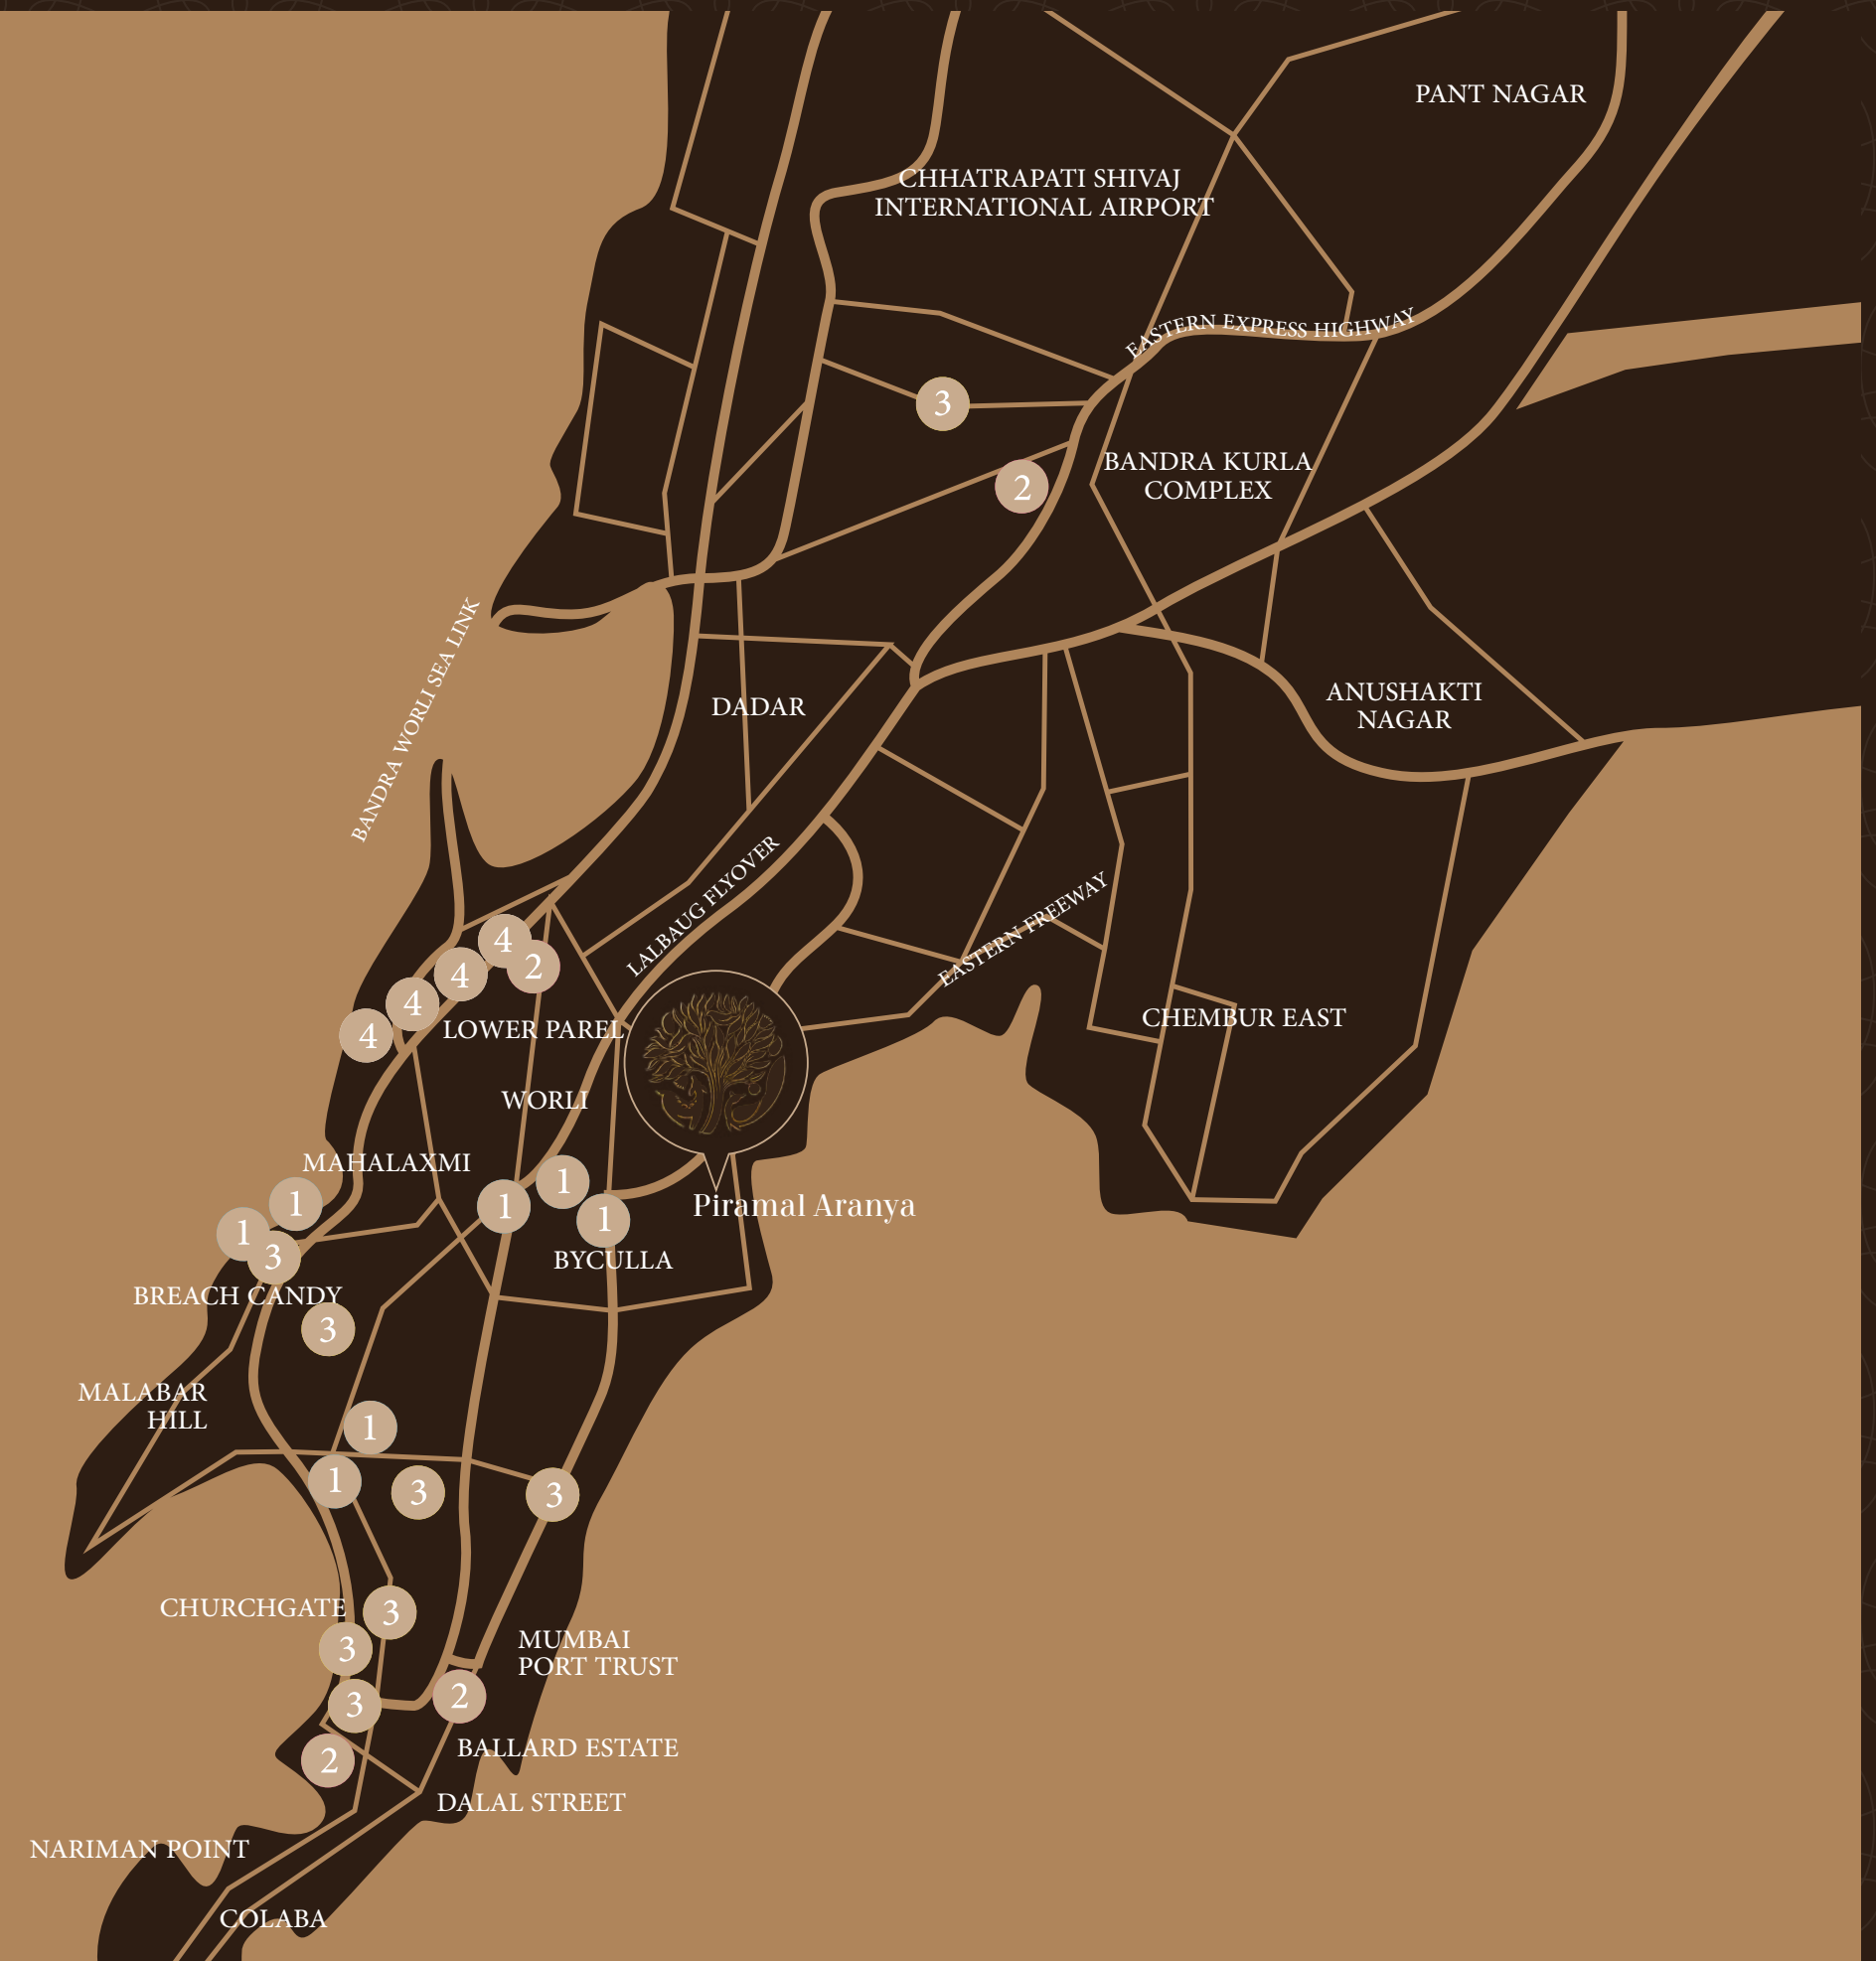 PANT NAGAR
CHHATRAPATI SHIVAJ
INTERNATIONAL AIRPORT
EASTERN EXPRESS HIGHWAY
3
BANDRA KURLA
COMPLEX
2
BANDRA WORLI SEA LINK
DADAR
ANUSHAKTI
NAGAR
LALBAUG FLYOVER
EASTERN FREEWAY
4
2
4
4
4
LOWER PAREL
CHEMBUR EAST
WORLI
MAHALAXMI
1
1
1
1
Piramal Aranya
1
3
BYCULLA
BREACH CANDY
3
MALABAR
HILL
1
1
3
3
CHURCHGATE
3
3
MUMBAI
PORT TRUST
3
2
2
BALLARD ESTATE
DALAL STREET
NARIMAN POINT
COLABA